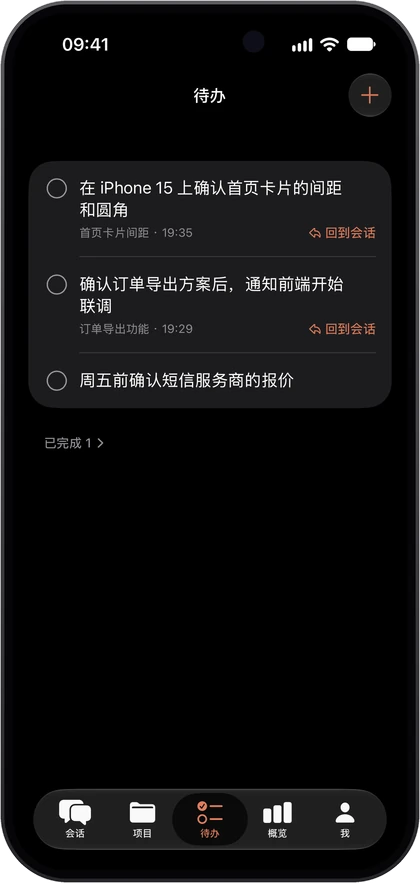 09:41
待办
在 iPhone 15 上确认首页卡片的间距
和圆角
首页卡片间距 · 19:35
回到会话
确认订单导出方案后，通知前端开始
联调
订单导出功能 · 19:29
回到会话
周五前确认短信服务商的报价
已完成 1
会话
项目
待办
概览
我